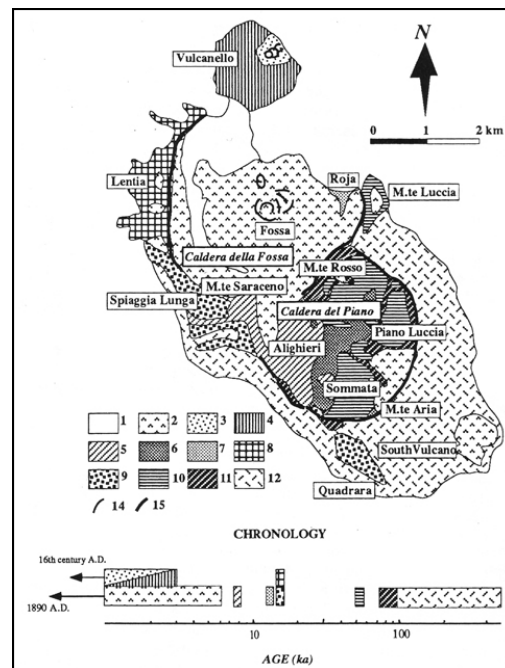 N
Vulcanello
0 1 2 km
Roja
M.te Luccia
Lentia
Fossa
Caldera della Fossa
M.te Rosso
M.te Saraceno
Spiaggia Lunga
Caldera del Piano
Piano Luccia
Alighieri
Sommata
M.te Aria
South Vulcano
Quadrara
1 2 3 4
5 6 7 8
9 10 11 12
14 15
CHRONOLOGY
16th century A.D.
1890 A.D.
10 100
AGE (ka)